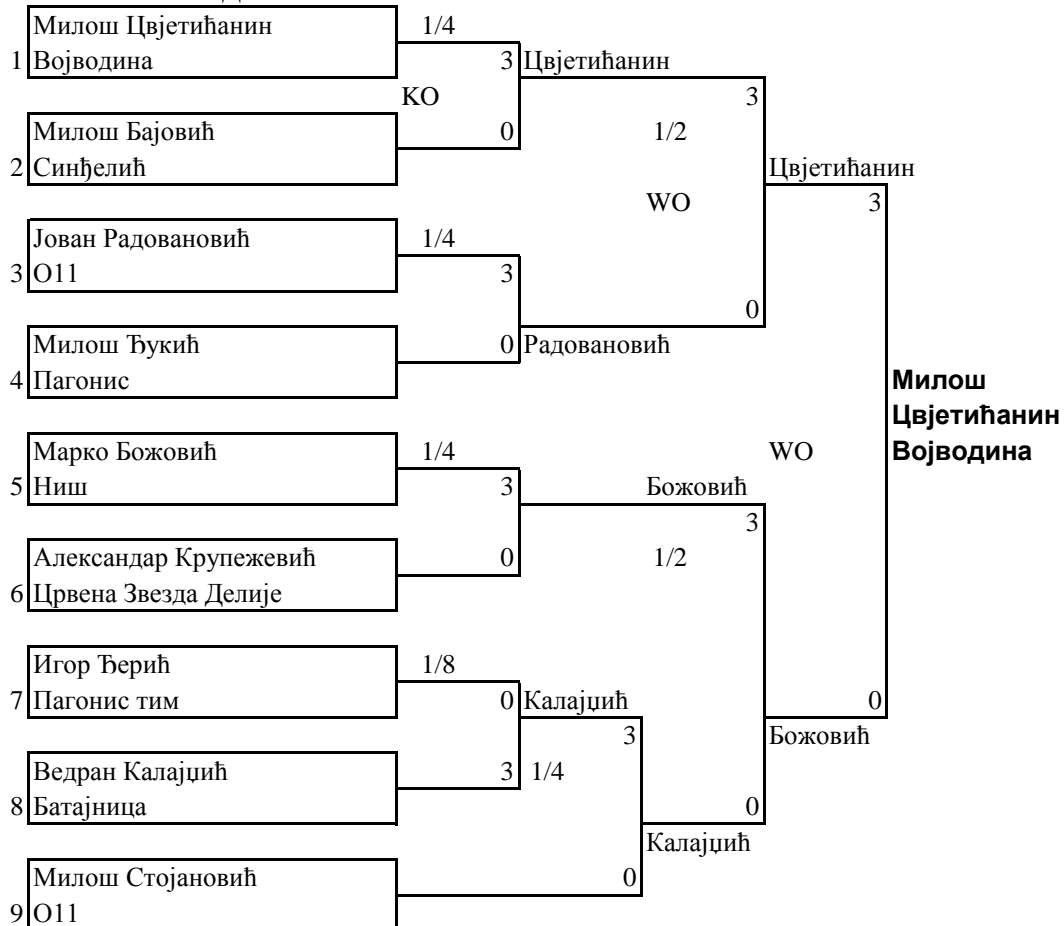 Милош Цвјетићанин 1/4
1 Војводина 3 Цвјетићанин
KO 3
Милош Бајовић 0 1/2
2 Синђелић Цвјетићанин
WO 3
Јован Радовановић 1/4
3 О11 3
0
Милош Ђукић 0 Радовановић
4 Пагонис Милош
Цвјетићанин
Марко Божовић 1/4 WO Војводина
5 Ниш 3 Божовић
3
Александар Крупежевић 0 1/2
6 Црвена Звезда Делије
Игор Ђерић 1/8
7 Пагонис тим 0 Калајџић 0
3 Божовић
Ведран Калајџић 3 1/4
8 Батајница 0
Калајџић
Милош Стојановић 0
9 О11